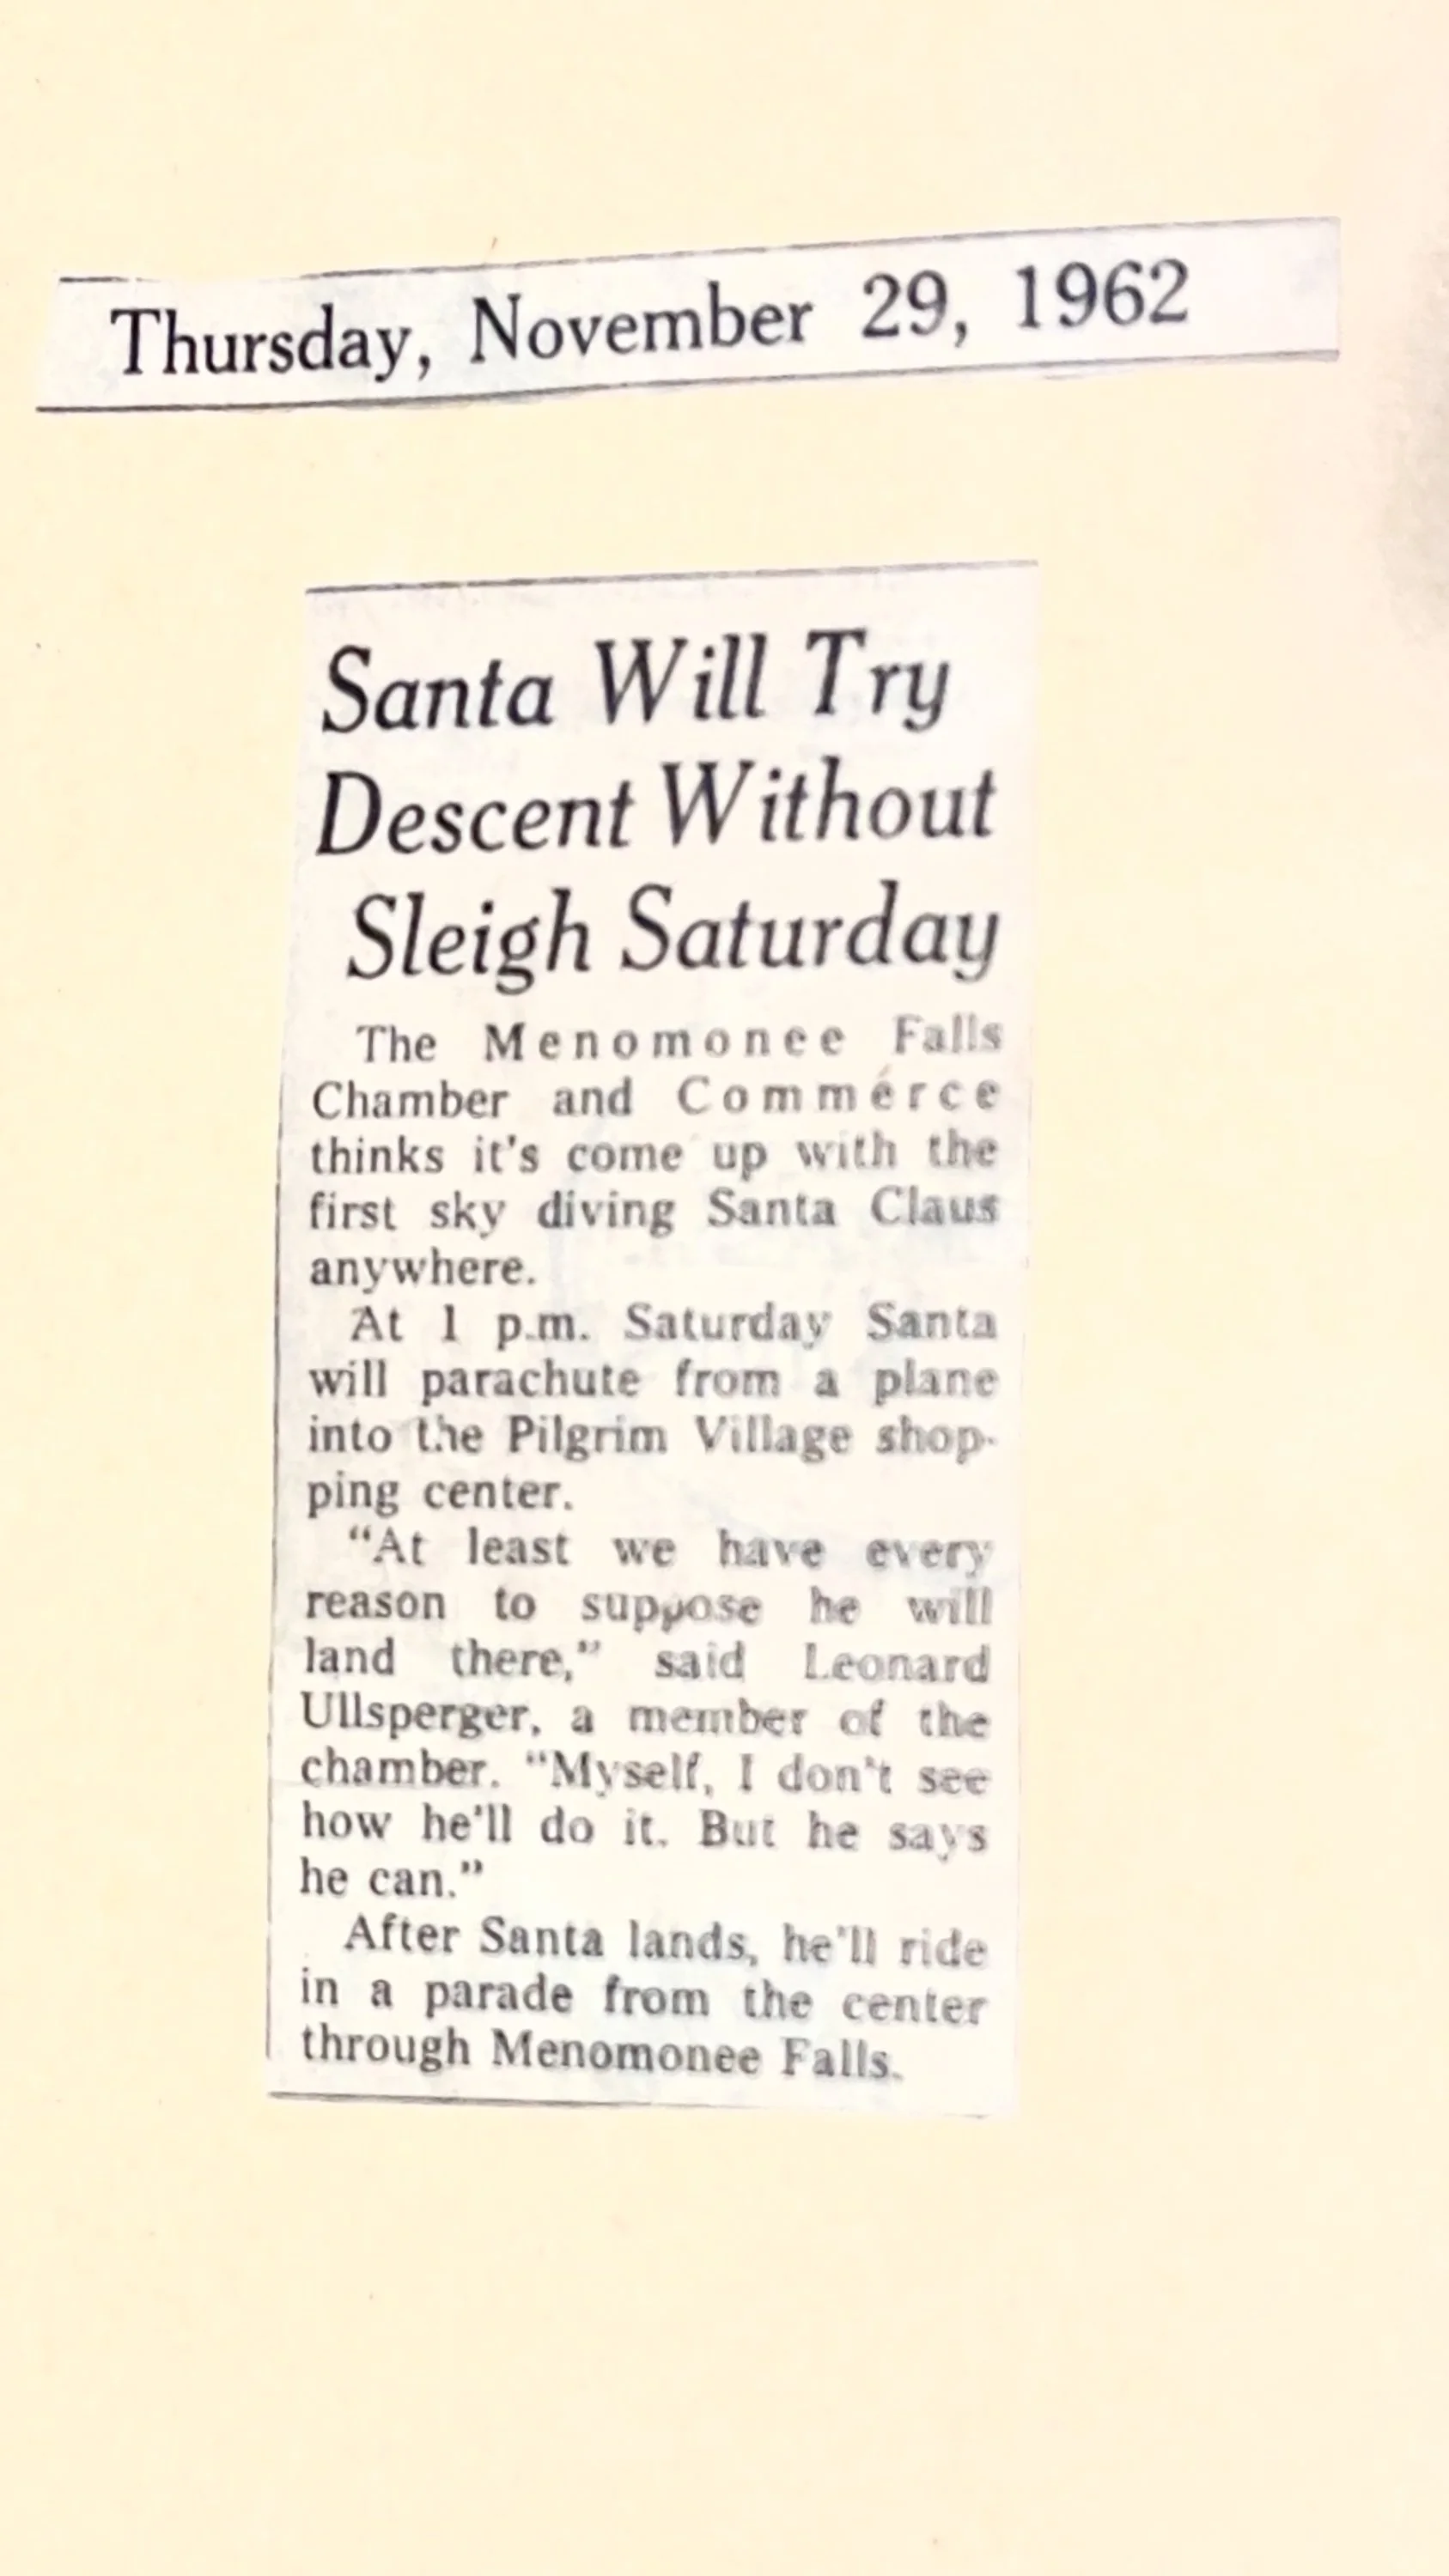 Thursday, November 29, 1962
Santa Will Try
Descent Without
Sleigh Saturday
The Menomonee Falls
Chamber and Commerce
thinks it's come up with the
first sky diving Santa Claus
anywhere.
At 1 p.m. Saturday Santa
will parachute from a plane
into the Pilgrim Village shop-
ping center.
“At least we have every
reason to suppose he will
land there,” said Leonard
Ullsperger, a member of the
chamber. “Myself, I don't see
how he'll do it. But he says
he can.”
After Santa lands, he'll ride
in a parade from the center
through Menomonee Falls.